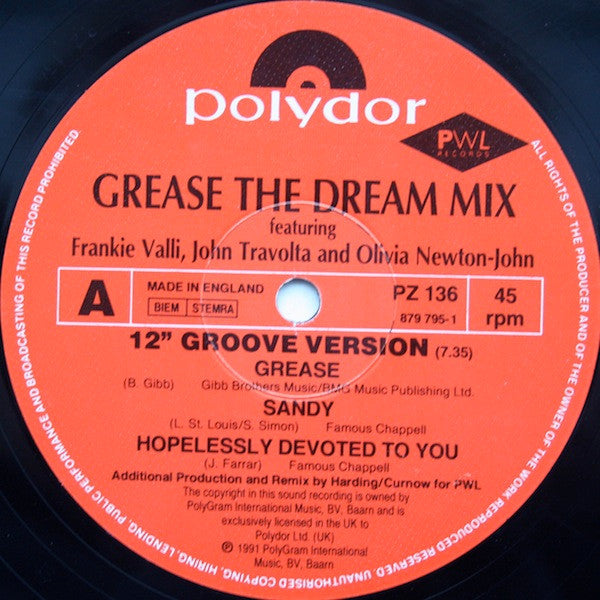 polydor
PWL
RECORDS
GREASE THE DREAM MIX
featuring
Frankie Valli, John Travolta and Olivia Newton-John
A
MADE IN ENGLAND
BIEM STEMRA
PZ 136
879 795-1
45
rpm
12” GROOVE VERSION (7.35)
GREASE
(B. Gibb) Gibb Brothers Music/BMG Music Publishing Ltd.
SANDY
(L. St. Louis/S. Simon) Famous Chappell
HOPELESSLY DEVOTED TO YOU
(J. Farrar) Famous Chappell
Additional Production and Remix by Harding/Curnow for PWL
The copyright in this sound recording is owned by
PolyGram International Music, BV, Baarn and is
exclusively licensed in the UK to
Polydor Ltd. (UK)
℗ 1991 PolyGram International
Music, BV, Baarn
ALL RIGHTS OF THE PRODUCER AND OF THE OWNER OF THE WORK REPRODUCED RESERVED. UNAUTHORISED COPYING, HIRING, LENDING, PUBLIC PERFORMANCE AND BROADCASTING OF THIS RECORD PROHIBITED.